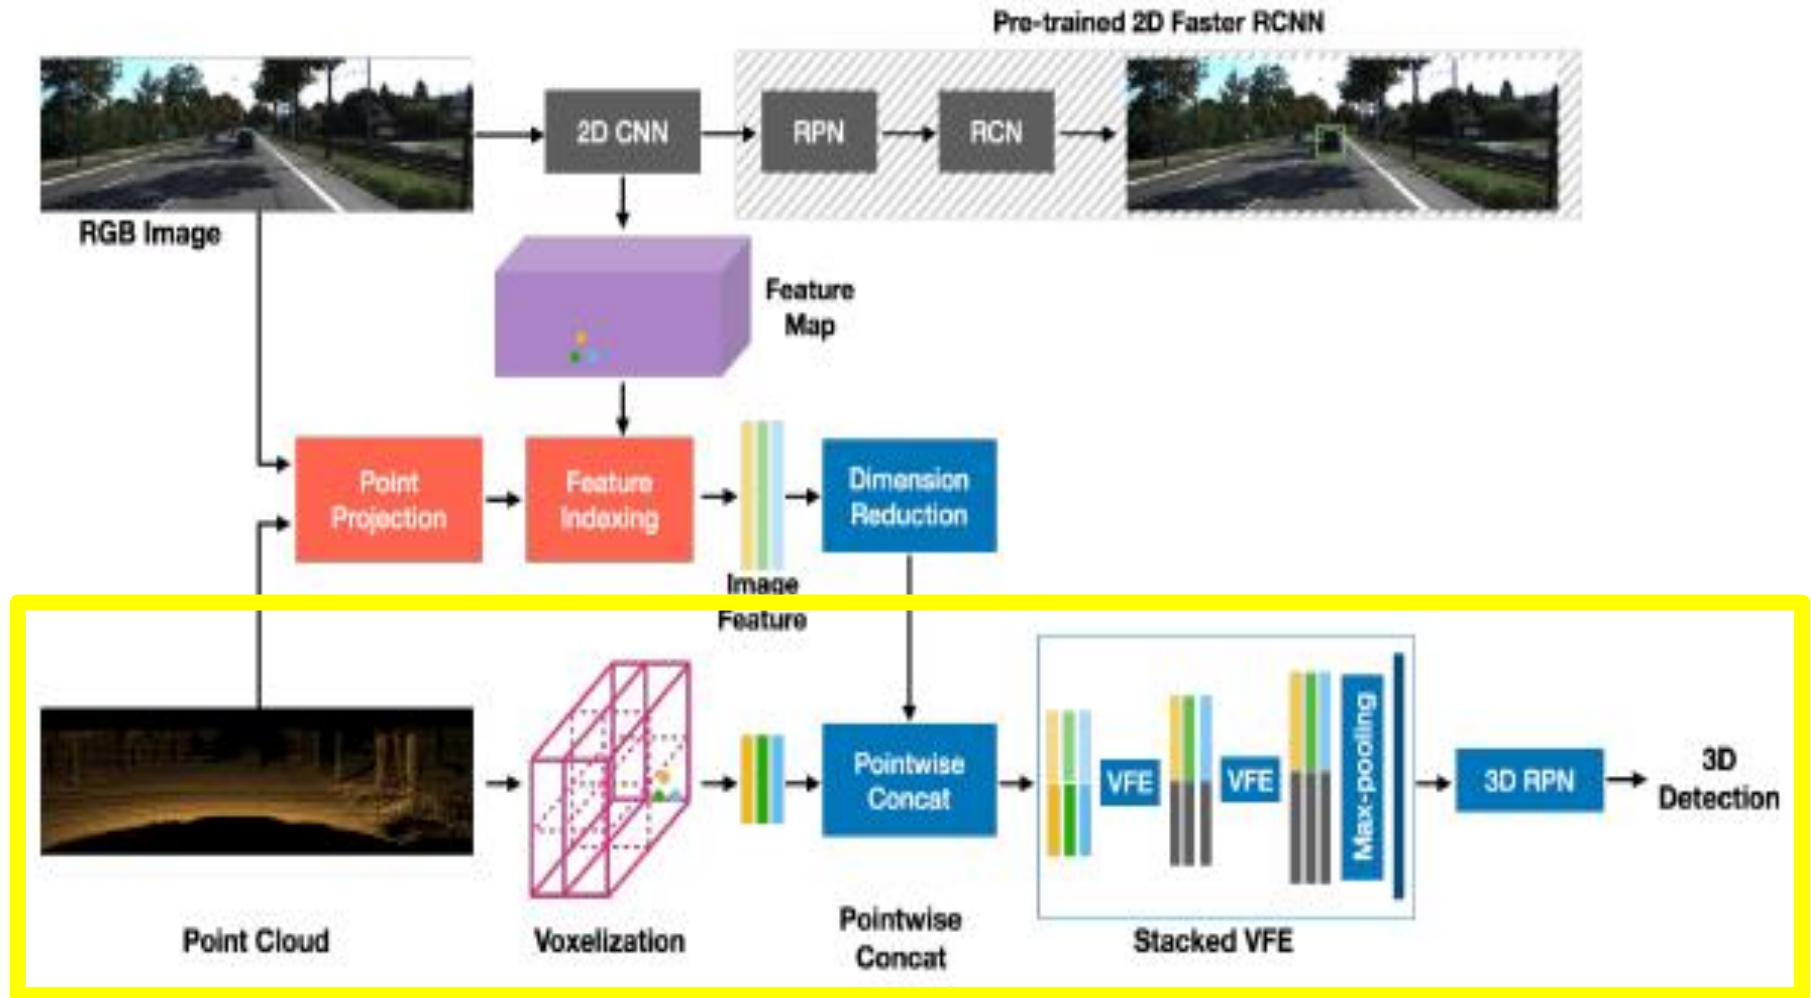 Pre-trained 2D Faster RCNN
2D CNN
RPN
RCN
RGB Image
Feature
Map
Point
Projection
Feature
Indexing
Dimension
Reduction
Image
Feature
Pointwise
Concat
VFE
VFE
Max-pooling
3D RPN
3D
Detection
Point Cloud
Voxelization
Pointwise
Concat
Stacked VFE